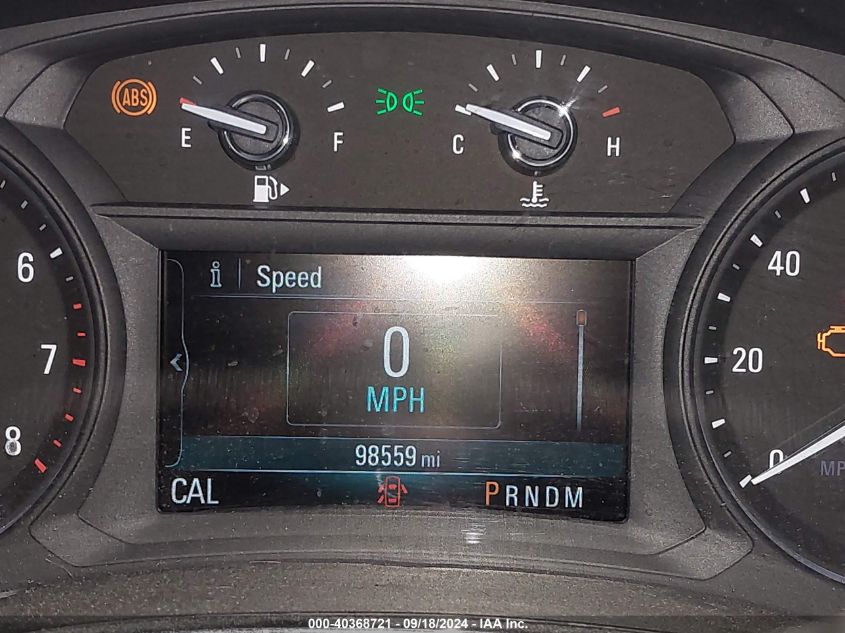 ABS
E F C H
6
7
8
i Speed
0
MPH
98559 mi
CAL PRNDM
40
20
0
MP
000-40368721 - 09/18/2024 - IAA Inc.